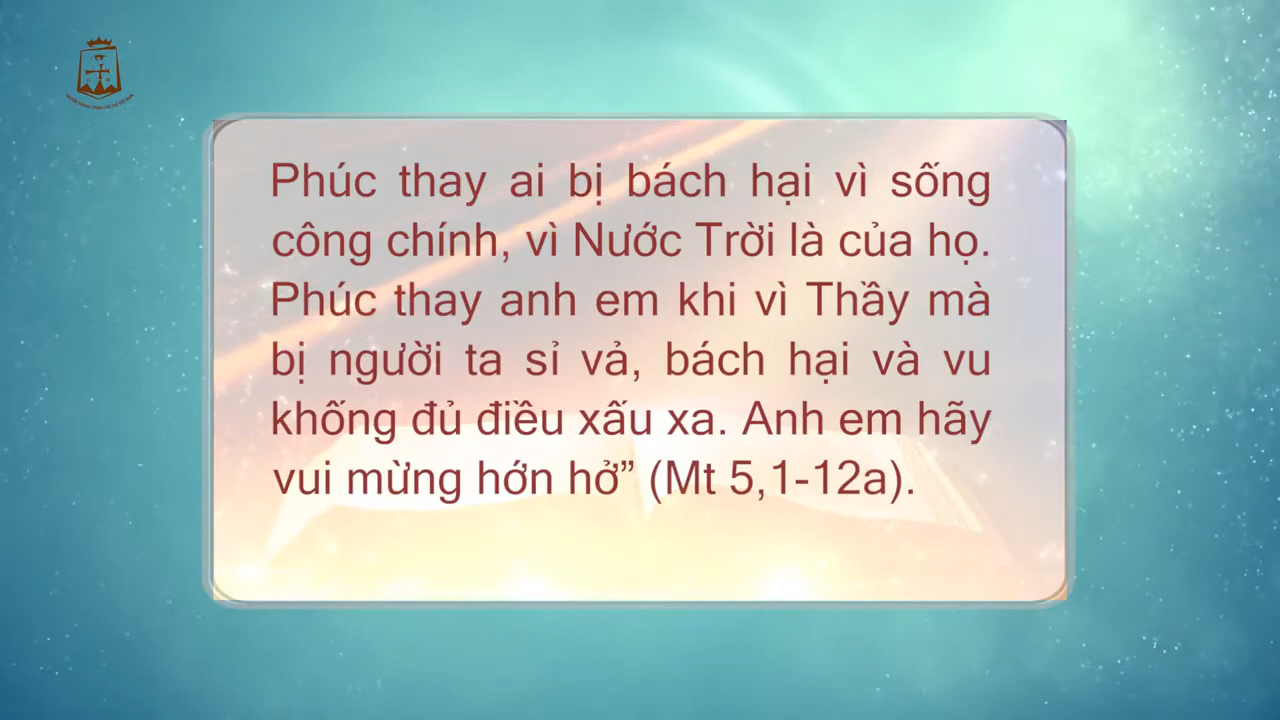 Phúc thay ai bị bách hại vì sống
công chính, vì Nước Trời là của họ.
Phúc thay anh em khi vì Thầy mà
bị người ta sỉ vả, bách hại và vu
khống đủ điều xấu xa. Anh em hãy
vui mừng hớn hở” (Mt 5,1-12a).